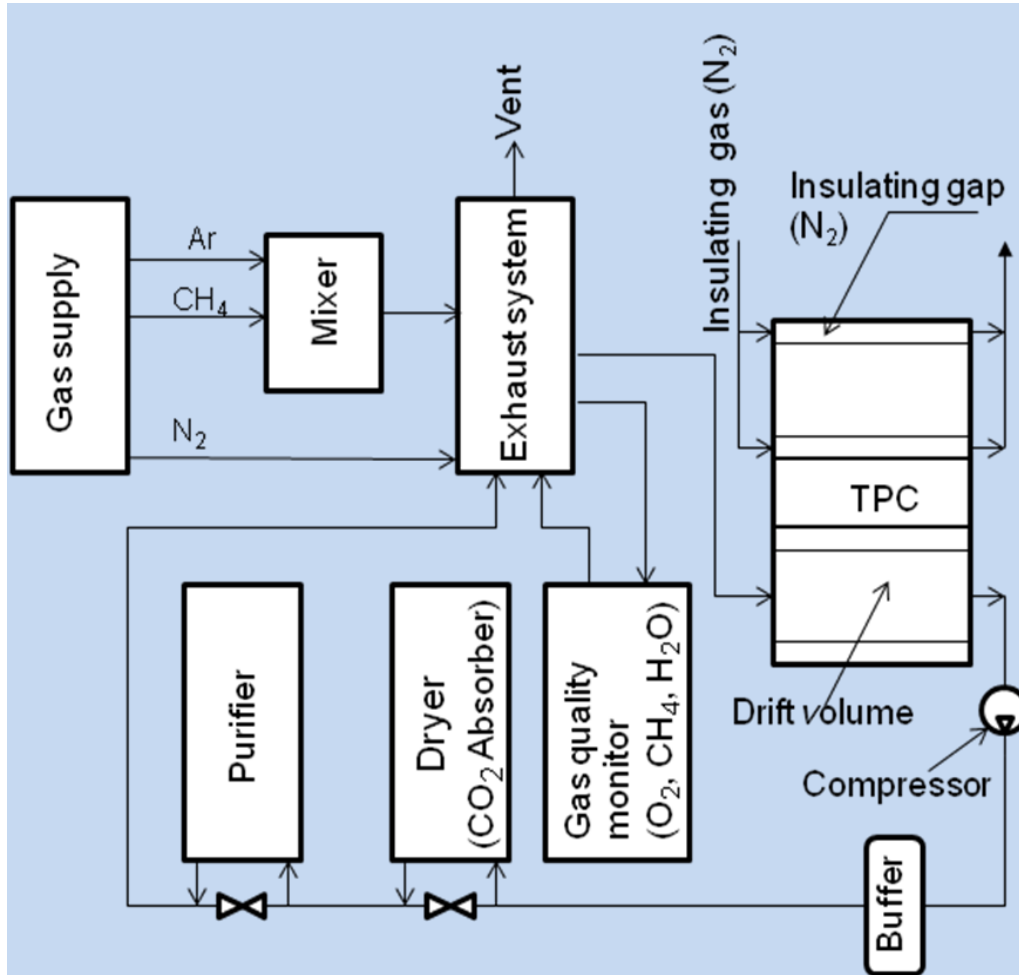 Gas supply
Ar
CH₄
N₂
Mixer
Vent
Exhaust system
Insulating gas (N₂)
Insulating gap
(N₂)
TPC
Drift volume
Compressor
Buffer
Purifier
Dryer
(CO₂ Absorber)
Gas quality
monitor
(O₂, CH₄, H₂O)